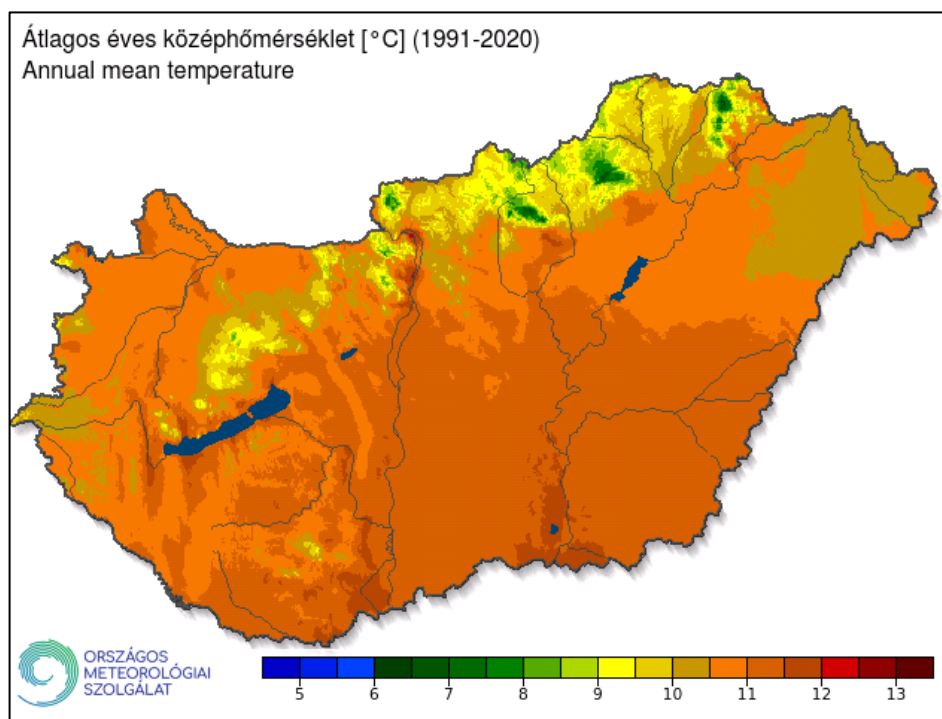 Átlagos éves középhőmérséklet [°C] (1991-2020)
Annual mean temperature
ORSZÁGOS
METEOROLÓGIAI
SZOLGÁLAT
5 6 7 8 9 10 11 12 13